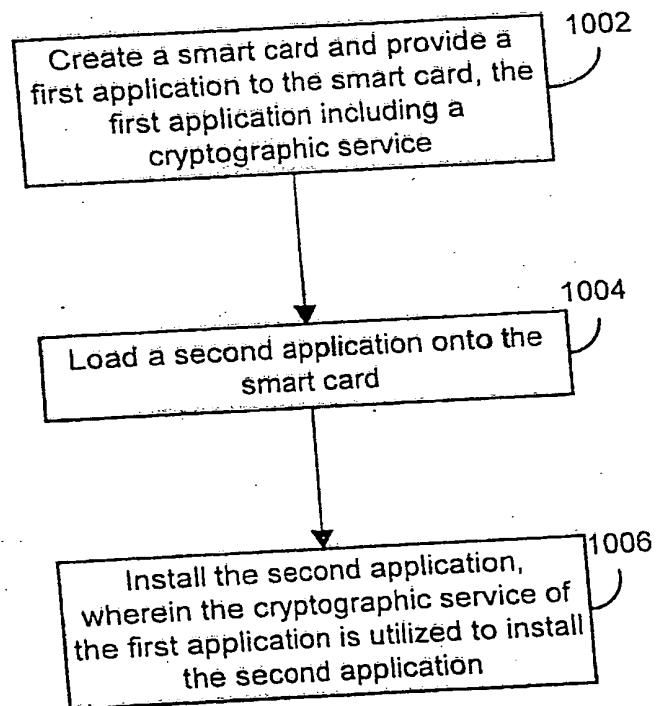 1002
Create a smart card and provide a
first application to the smart card, the
first application including a
cryptographic service
1004
Load a second application onto the
smart card
1006
Install the second application,
wherein the cryptographic service of
the first application is utilized to install
the second application